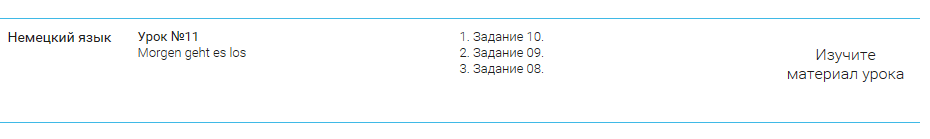 Немецкий язык
Урок №11
Morgen geht es los
1. Задание 10.
2. Задание 09.
3. Задание 08.
Изучите
материал урока